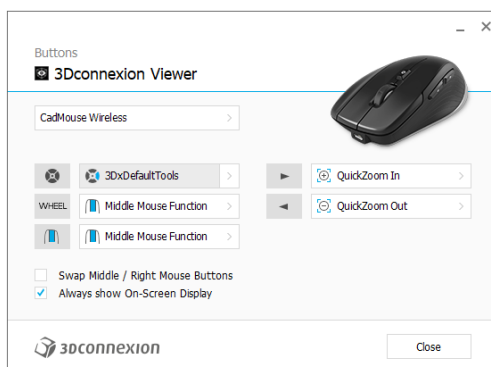 Buttons
3Dconnexion Viewer
CadMouse Wireless
3DxDefaultTools
QuickZoom In
WHEEL
Middle Mouse Function
QuickZoom Out
Middle Mouse Function
Swap Middle / Right Mouse Buttons
Always show On-Screen Display
3Dconnexion
Close